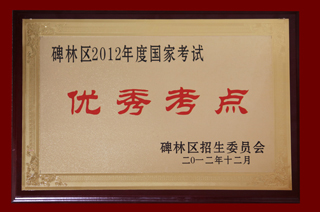 碑林区2012年度国家考试
优秀考点
碑林区招生委员会
二〇一二年十二月